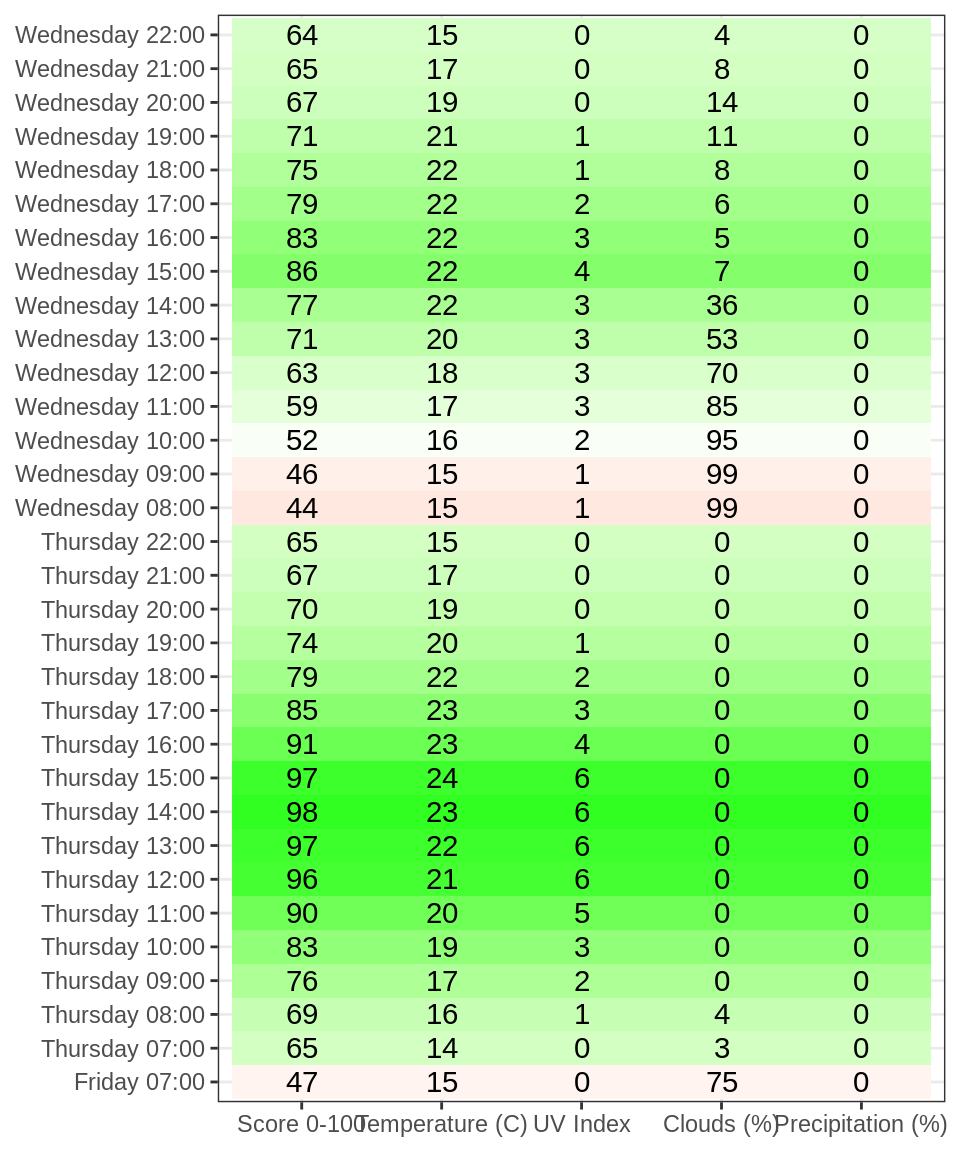 Wednesday 22:00 64 15 0 4 0
Wednesday 21:00 65 17 0 8 0
Wednesday 20:00 67 19 0 14 0
Wednesday 19:00 71 21 1 11 0
Wednesday 18:00 75 22 1 8 0
Wednesday 17:00 79 22 2 6 0
Wednesday 16:00 83 22 3 5 0
Wednesday 15:00 86 22 4 7 0
Wednesday 14:00 77 22 3 36 0
Wednesday 13:00 71 20 3 53 0
Wednesday 12:00 63 18 3 70 0
Wednesday 11:00 59 17 3 85 0
Wednesday 10:00 52 16 2 95 0
Wednesday 09:00 46 15 1 99 0
Wednesday 08:00 44 15 1 99 0
Thursday 22:00 65 15 0 0 0
Thursday 21:00 67 17 0 0 0
Thursday 20:00 70 19 0 0 0
Thursday 19:00 74 20 1 0 0
Thursday 18:00 79 22 2 0 0
Thursday 17:00 85 23 3 0 0
Thursday 16:00 91 23 4 0 0
Thursday 15:00 97 24 6 0 0
Thursday 14:00 98 23 6 0 0
Thursday 13:00 97 22 6 0 0
Thursday 12:00 96 21 6 0 0
Thursday 11:00 90 20 5 0 0
Thursday 10:00 83 19 3 0 0
Thursday 09:00 76 17 2 0 0
Thursday 08:00 69 16 1 4 0
Thursday 07:00 65 14 0 3 0
Friday 07:00 47 15 0 75 0
Score 0-100 Temperature (C) UV Index Clouds (%) Precipitation (%)